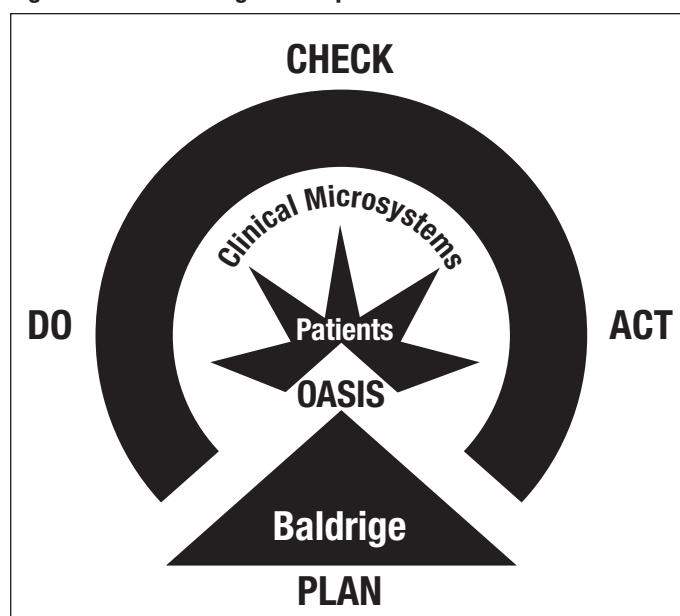 CHECK
Clinical Microsystems
DO
Patients
ACT
OASIS
Baldrige
PLAN